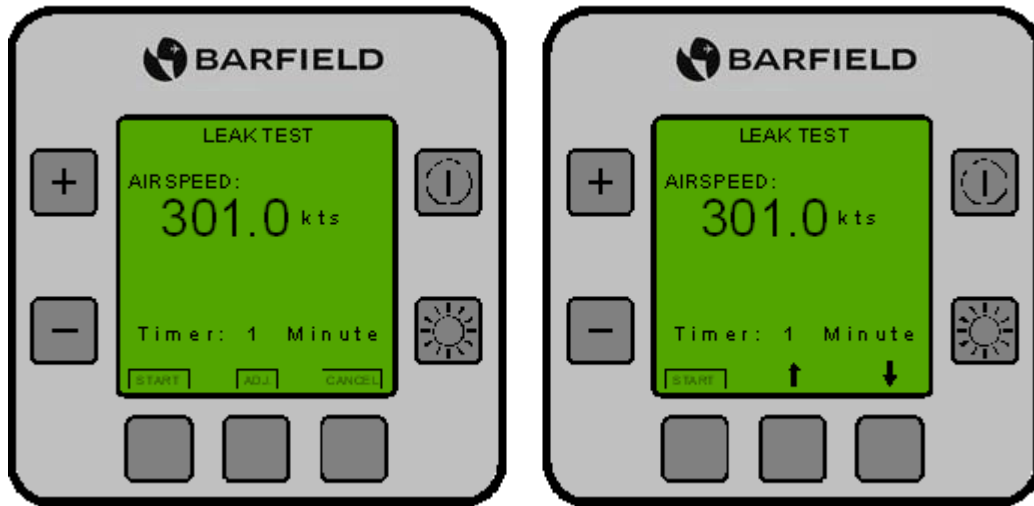 BARFIELD
LEAK TEST
+
AIRSPEED:
301.0 kts
-
Timer: 1 Minute
START ADJ. CANCEL
BARFIELD
LEAK TEST
+
AIRSPEED:
301.0 kts
-
Timer: 1 Minute
START ↑ ↓